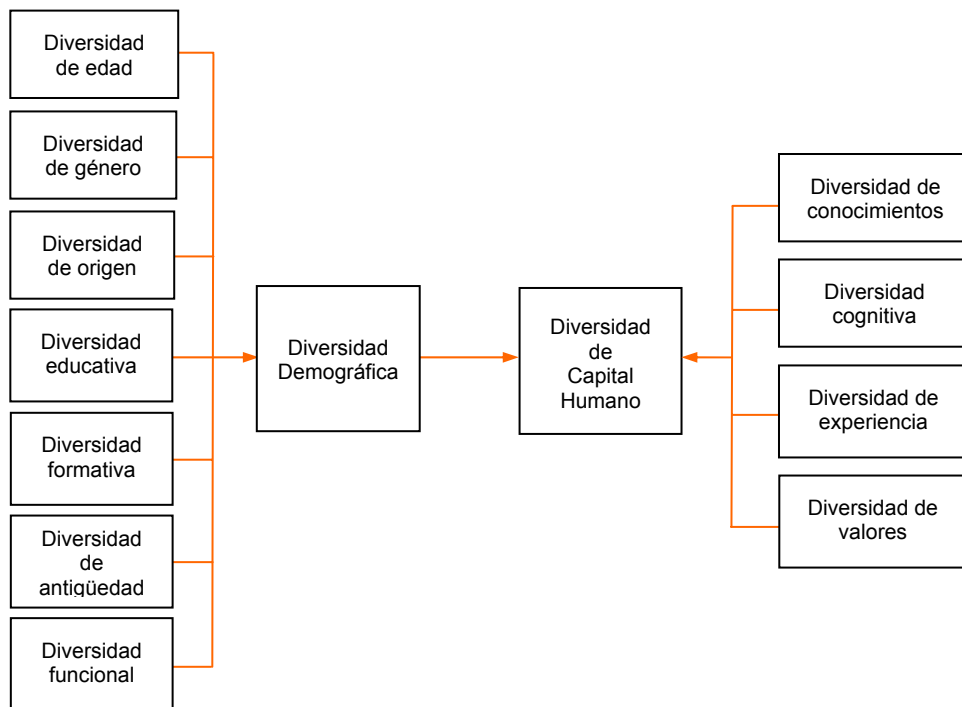 Diversidad
de edad
Diversidad
de género
Diversidad
de origen
Diversidad
educativa
Diversidad
formativa
Diversidad
de
antigüedad
Diversidad
funcional
Diversidad
Demográfica
Diversidad
de
Capital
Humano
Diversidad de
conocimientos
Diversidad
cognitiva
Diversidad de
experiencia
Diversidad de
valores